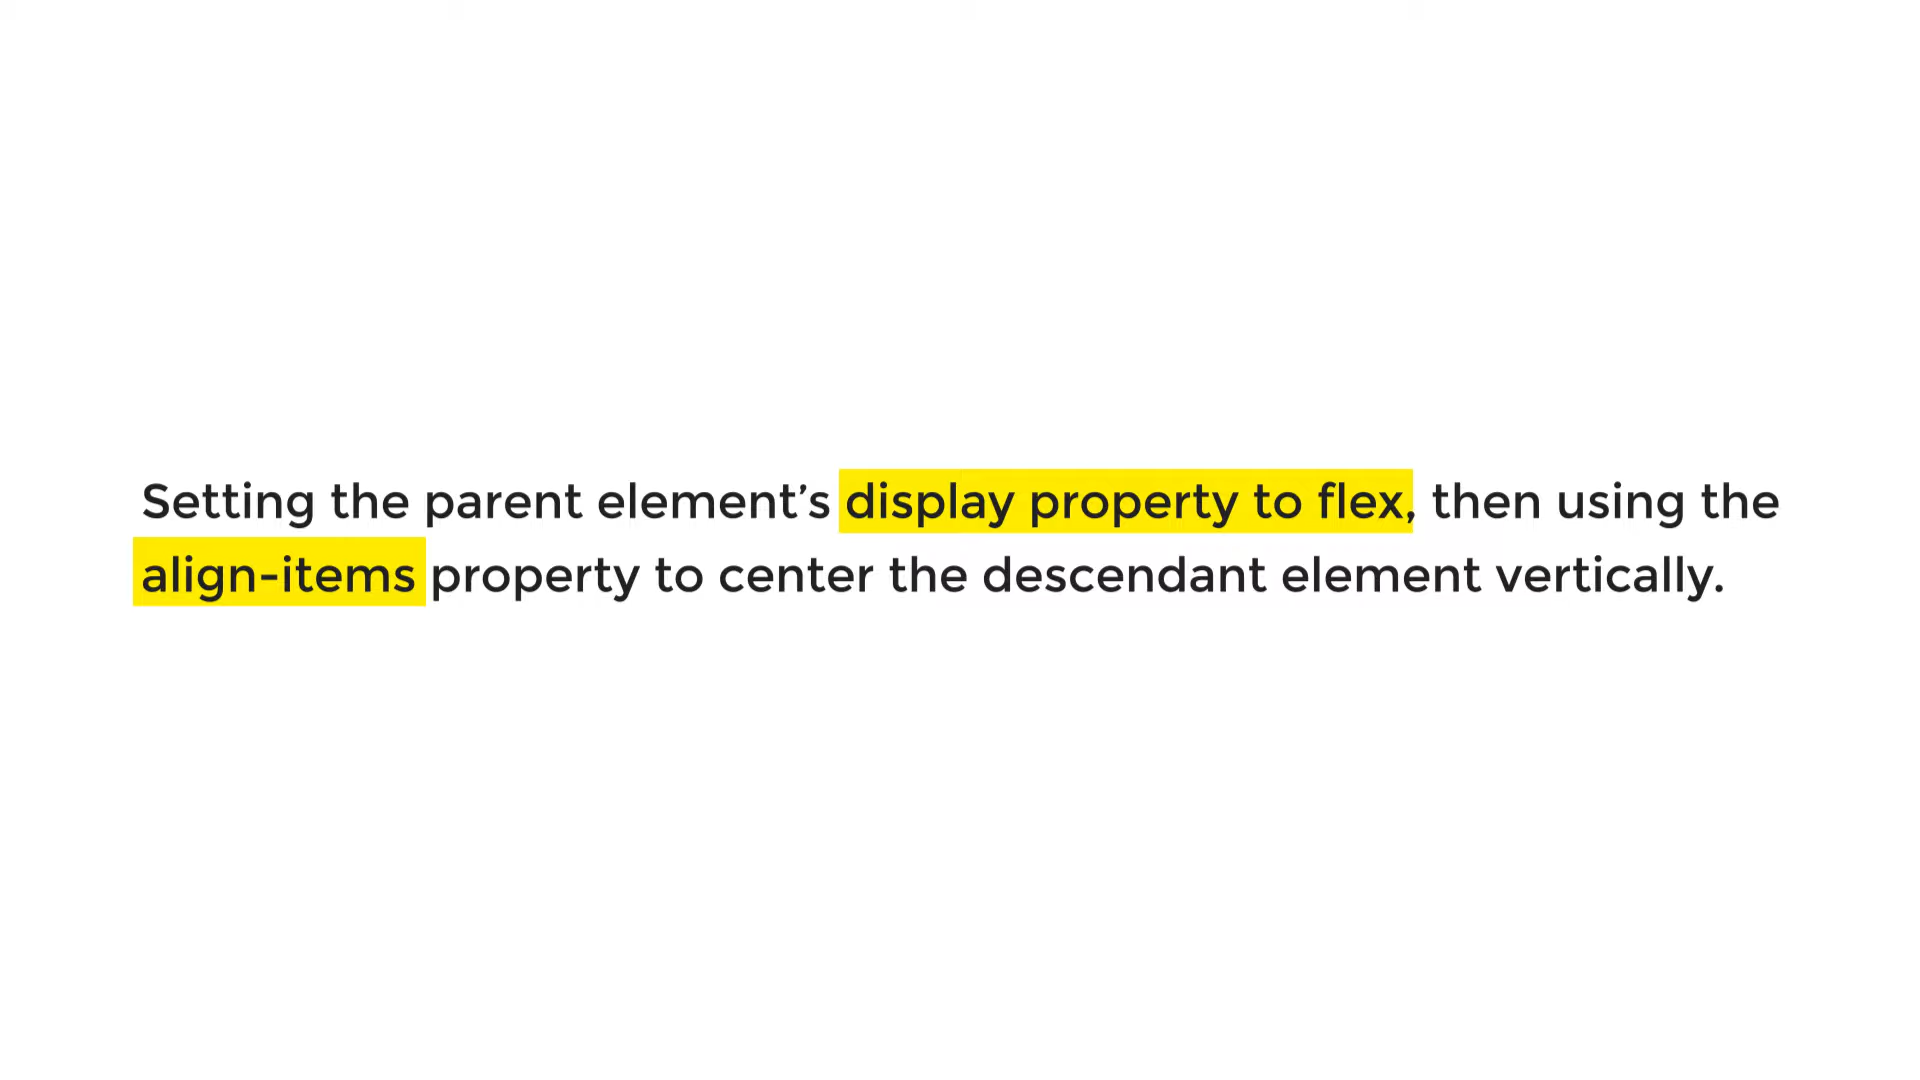 Setting the parent element’s display property to flex, then using the
align-items property to center the descendant element vertically.